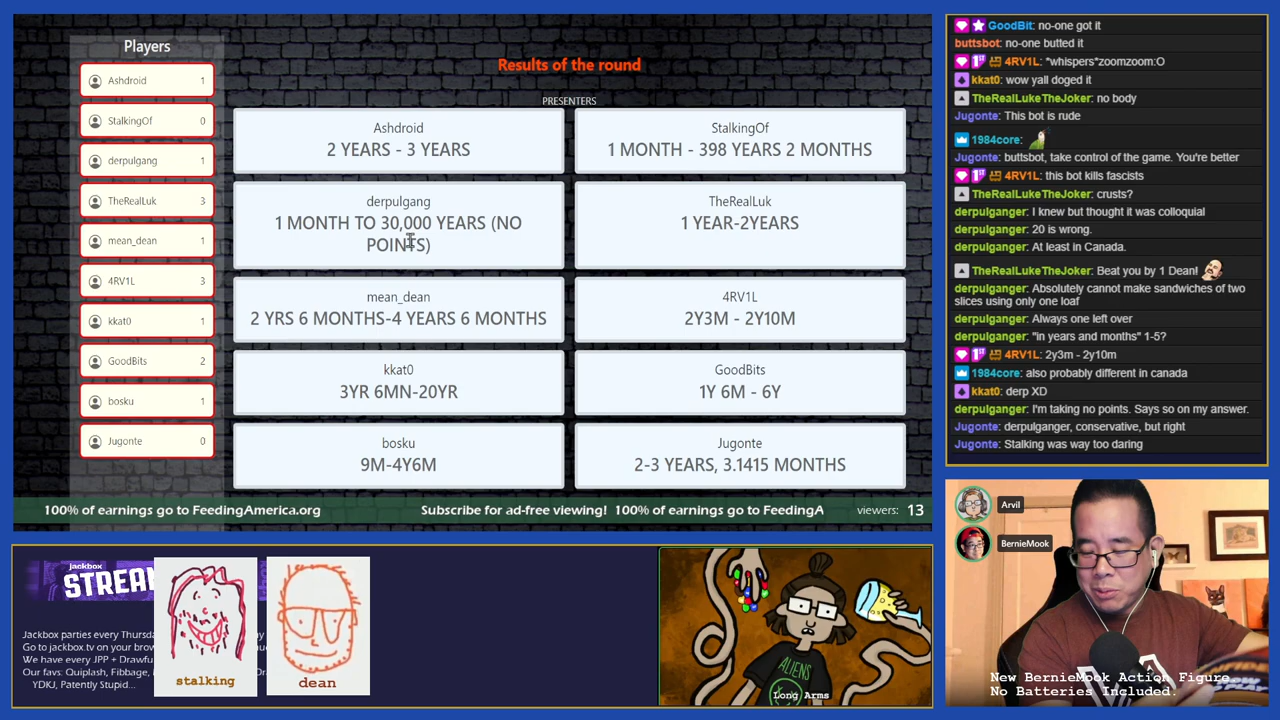 Players
Ashdroid 1
StalkingOf 0
derpulgang 1
TheRealLuk 3
mean_dean 1
4RV1L 3
kkat0 1
GoodBits 2
bosku 1
Jugonte 0
Results of the round
PRESENTERS
Ashdroid
2 YEARS - 3 YEARS
StalkingOf
1 MONTH - 398 YEARS 2 MONTHS
derpulgang
1 MONTH TO 30,000 YEARS (NO
POINTS)
TheRealLuk
1 YEAR-2YEARS
mean_dean
2 YRS 6 MONTHS-4 YEARS 6 MONTHS
4RV1L
2Y3M - 2Y10M
kkat0
3YR 6MN-20YR
GoodBits
1Y 6M - 6Y
bosku
9M-4Y6M
Jugonte
2-3 YEARS, 3.1415 MONTHS
100% of earnings go to FeedingAmerica.org
Subscribe for ad-free viewing! 100% of earnings go to FeedingA
viewers: 13
GoodBit: no-one got it
buttsbot: no-one butted it
4RV1L: *whispers*zoomzoom:O
kkat0: wow yall doged it
TheRealLukeTheJoker: no body
Jugonte: This bot is rude
1984core:
Jugonte: buttsbot, take control of the game. You're better
4RV1L: this bot kills fascists
TheRealLukeTheJoker: crusts?
derpulganger: I knew but thought it was colloquial
derpulganger: 20 is wrong.
derpulganger: At least in Canada.
TheRealLukeTheJoker: Beat you by 1 Dean!
derpulganger: Absolutely cannot make sandwiches of two
slices using only one loaf
derpulganger: Always one left over
derpulganger: "in years and months" 1-5?
4RV1L: 2y3m - 2y10m
1984core: also probably different in canada
kkat0: derp XD
derpulganger: I'm taking no points. Says so on my answer.
Jugonte: derpulganger, conservative, but right
Jugonte: Stalking was way too daring
jackbox
STREA
Jackbox parties every Thursda
Go to jackbox.tv on your brow
We have every JPP + Drawfu
Our favs: Quiplash, Fibbage,
YDKJ, Patently Stupid...
stalking
dean
ALIENS
Long Arms
Arvil
BernieMook
New BernieMook Action Figure.
No Batteries Included.